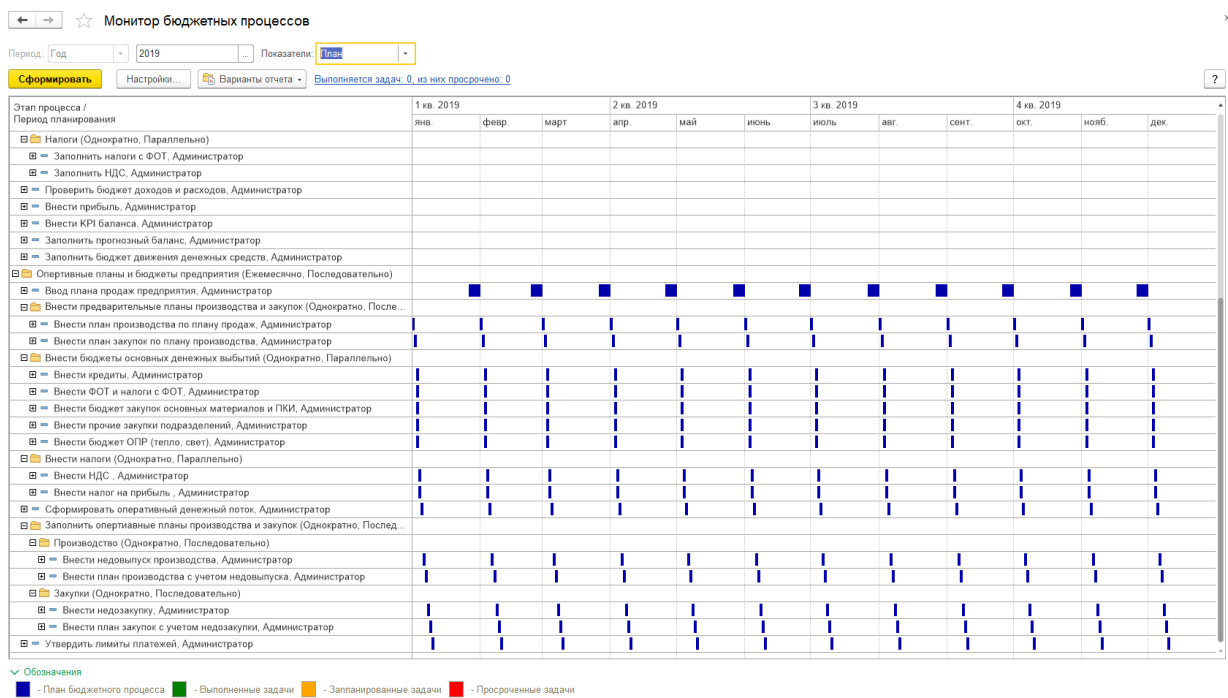 Монитор бюджетных процессов
Период: Год 2019 ... Показатели: План
Сформировать Настройки... Варианты отчета Выполняется задач: 0, из них просрочено: 0 ?
Этап процесса / 1 кв. 2019 2 кв. 2019 3 кв. 2019 4 кв. 2019
Период планирования янв. февр. март апр. май июнь июль авг. сент. окт. нояб. дек.
Налоги (Однократно, Параллельно)
Заполнить налоги с ФОТ, Администратор
Заполнить НДС, Администратор
Проверить бюджет доходов и расходов, Администратор
Внести прибыль, Администратор
Внести KPI баланса, Администратор
Заполнить прогнозный баланс, Администратор
Заполнить бюджет движения денежных средств, Администратор
Опертивные планы и бюджеты предприятия (Ежемесячно, Последовательно)
Ввод плана продаж предприятия, Администратор
Внести предварительные планы производства и закупок (Однократно, После...
Внести план производства по плану продаж, Администратор
Внести план закупок по плану производства, Администратор
Внести бюджеты основных денежных выбытий (Однократно, Параллельно)
Внести кредиты, Администратор
Внести ФОТ и налоги с ФОТ, Администратор
Внести бюджет закупок основных материалов и ПКИ, Администратор
Внести прочие закупки подразделений, Администратор
Внести бюджет ОПР (тепло, свет), Администратор
Внести налоги (Однократно, Параллельно)
Внести НДС , Администратор
Внести налог на прибыль , Администратор
Сформировать оперативный денежный поток, Администратор
Заполнить опертиавные планы производства и закупок (Однократно, Послед...
Производство (Однократно, Последовательно)
Внести недовыпуск производства, Администратор
Внести план производства с учетом недовыпуска, Администратор
Закупки (Однократно, Последовательно)
Внести недозакупку, Администратор
Внести план закупок с учетом недозакупки, Администратор
Утвердить лимиты платежей, Администратор
Обозначения
- План бюджетного процесса - Выполненные задачи - Запланированные задачи - Просроченные задачи